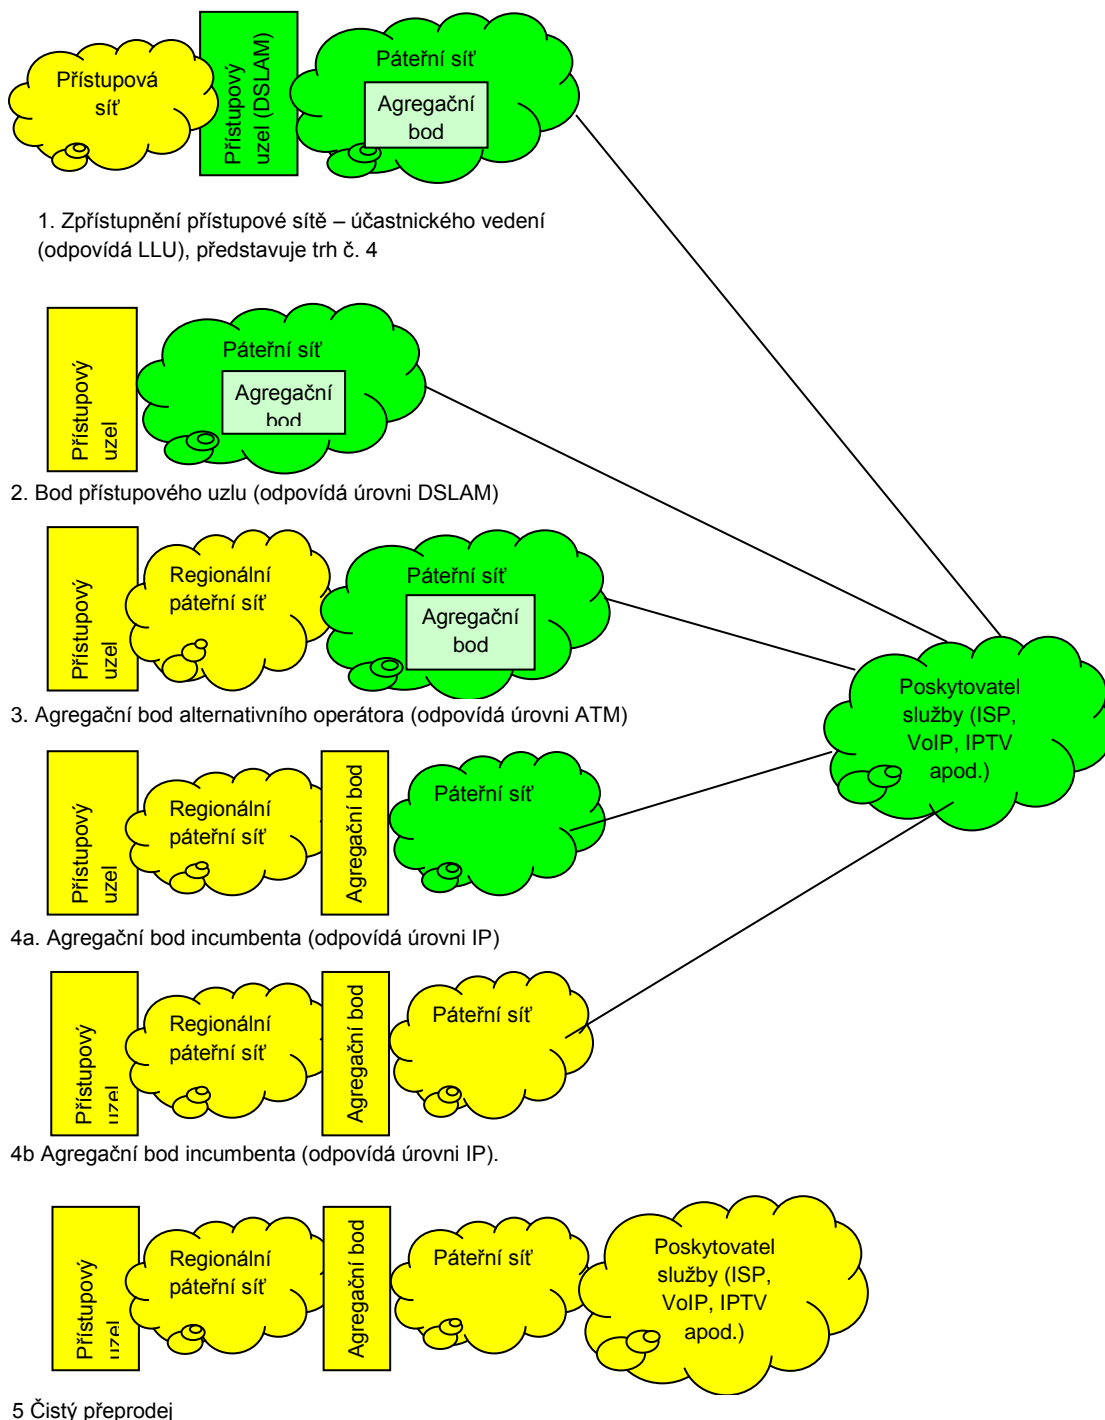 Přístupová
síť
Přístupový
uzel (DSLAM)
Páteřní síť
Agregační
bod
1. Zpřístupnění přístupové sítě – účastnického vedení
(odpovídá LLU), představuje trh č. 4
Přístupový
uzel
Páteřní síť
Agregační
bod
2. Bod přístupového uzlu (odpovídá úrovni DSLAM)
Přístupový
uzel
Regionální
páteřní síť
Páteřní síť
Agregační
bod
Poskytovatel
služby (ISP,
VoIP, IPTV
apod.)
3. Agregační bod alternativního operátora (odpovídá úrovni ATM)
Přístupový
uzel
Regionální
páteřní síť
Agregační bod
Páteřní síť
4a. Agregační bod incumbenta (odpovídá úrovni IP)
Přístupový
uzel
Regionální
páteřní síť
Agregační bod
Páteřní síť
4b Agregační bod incumbenta (odpovídá úrovni IP).
Přístupový
uzel
Regionální
páteřní síť
Agregační bod
Páteřní síť
Poskytovatel
služby (ISP,
VoIP, IPTV
apod.)
5 Čistý přeprodej